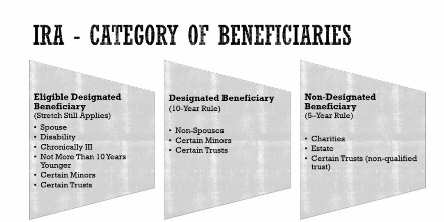 IRA - CATEGORY OF BENEFICIARIES
Eligible Designated
Beneficiary
(Stretch Still Applies)
• Spouse
• Disability
• Chronically Ill
• Not More Than 10 Years
Younger
• Certain Minors
• Certain Trusts
Designated Beneficiary
(10-Year Rule)
• Non-Spouses
• Certain Minors
• Certain Trusts
Non-Designated
Beneficiary
(5-Year Rule)
• Charities
• Estate
• Certain Trusts (non-qualified
trust)